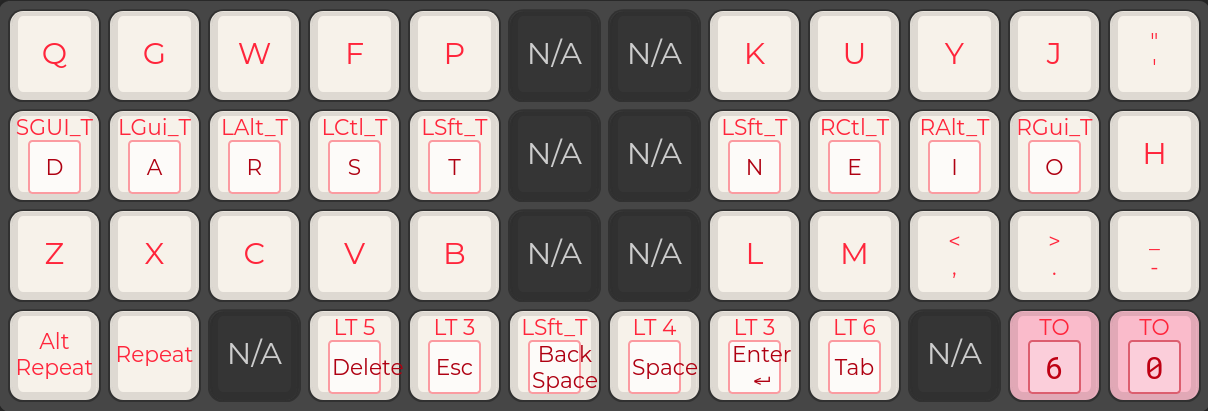 Q G W F P N/A N/A K U Y J "
'
SGUI_T LGui_T LAlt_T LCtl_T LSft_T N/A N/A LSft_T RCtl_T RAlt_T RGui_T H
D A R S T N E I O
Z X C V B N/A N/A L M < > _
, . -
Alt Repeat Repeat N/A LT 5 LT 3 LSft_T LT 4 LT 3 LT 6 N/A TO TO
Delete Esc Back Space Space Enter ↵ Tab 6 0